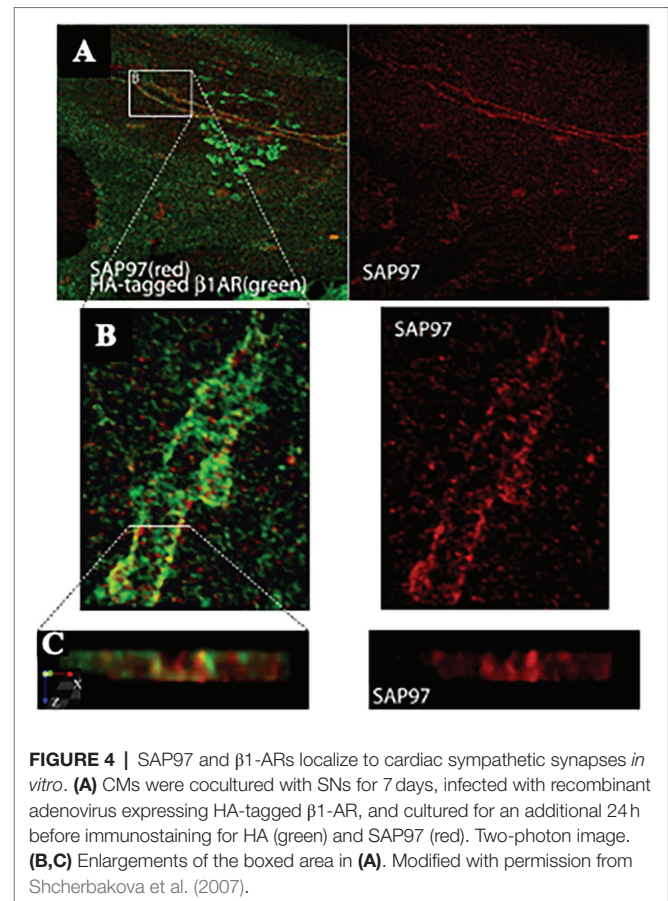 A
B
SAP97(red)
HA-tagged β1AR(green)
SAP97
B
SAP97
C
X
Z
SAP97
FIGURE 4 | SAP97 and β1-ARs localize to cardiac sympathetic synapses in
vitro. (A) CMs were cocultured with SNs for 7 days, infected with recombinant
adenovirus expressing HA-tagged β1-AR, and cultured for an additional 24 h
before immunostaining for HA (green) and SAP97 (red). Two-photon image.
(B,C) Enlargements of the boxed area in (A). Modified with permission from
Shcherbakova et al. (2007).